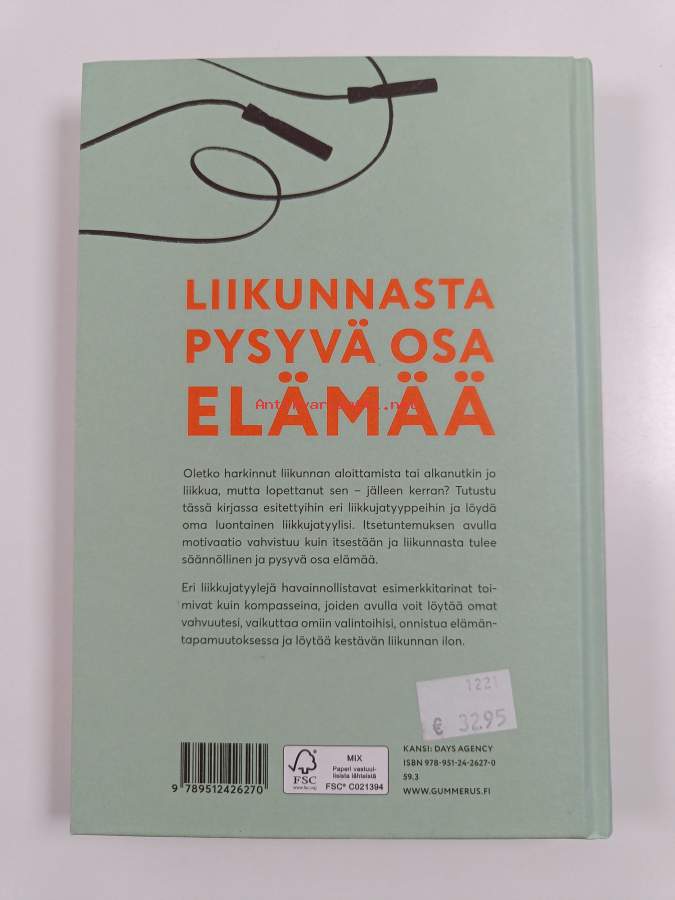 LIIKUNNASTA
PYSYVÄ OSA
ELÄMÄÄ
Oletko harkinnut liikunnan aloittamista tai alkanutkin jo
liikkua, mutta lopettanut sen – jälleen kerran? Tutustu
tässä kirjassa esitettyihin eri liikkujatyyppeihin ja löydä
oma luontainen liikkujatyylisi. Itsetuntemuksen avulla
motivaatio vahvistuu kuin itsestään ja liikunnasta tulee
säännöllinen ja pysyvä osa elämää.
Eri liikkujatyylejä havainnollistavat esimerkkitarinat toi-
mivat kuin kompasseina, joiden avulla voit löytää omat
vahvuutesi, vaikuttaa omiin valintoihisi, onnistua elämän-
tapamuutoksessa ja löytää kestävän liikunnan ilon.
1221
€ 32.95
9 789512426270
FSC
www.fsc.org
MIX
Paperi vastuul-
lisista lähteistä
FSC® C021394
KANSI: DAYS AGENCY
ISBN 978-951-24-2627-0
59.3
WWW.GUMMERUS.FI